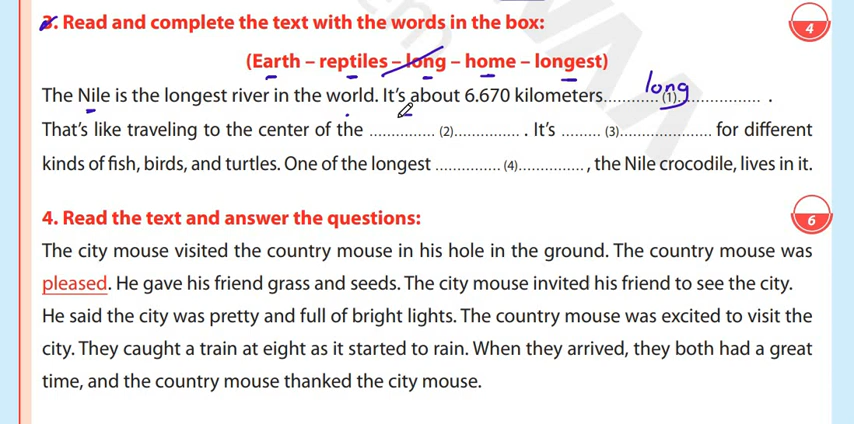 3. Read and complete the text with the words in the box:
4
(Earth – reptiles – long – home – longest)
The Nile is the longest river in the world. It's about 6.670 kilometers............ (1) long .................. .
That's like traveling to the center of the .............. (2).............. . It's ......... (3).................... for different
kinds of fish, birds, and turtles. One of the longest .............. (4).............. , the Nile crocodile, lives in it.
4. Read the text and answer the questions:
6
The city mouse visited the country mouse in his hole in the ground. The country mouse was
pleased. He gave his friend grass and seeds. The city mouse invited his friend to see the city.
He said the city was pretty and full of bright lights. The country mouse was excited to visit the
city. They caught a train at eight as it started to rain. When they arrived, they both had a great
time, and the country mouse thanked the city mouse.